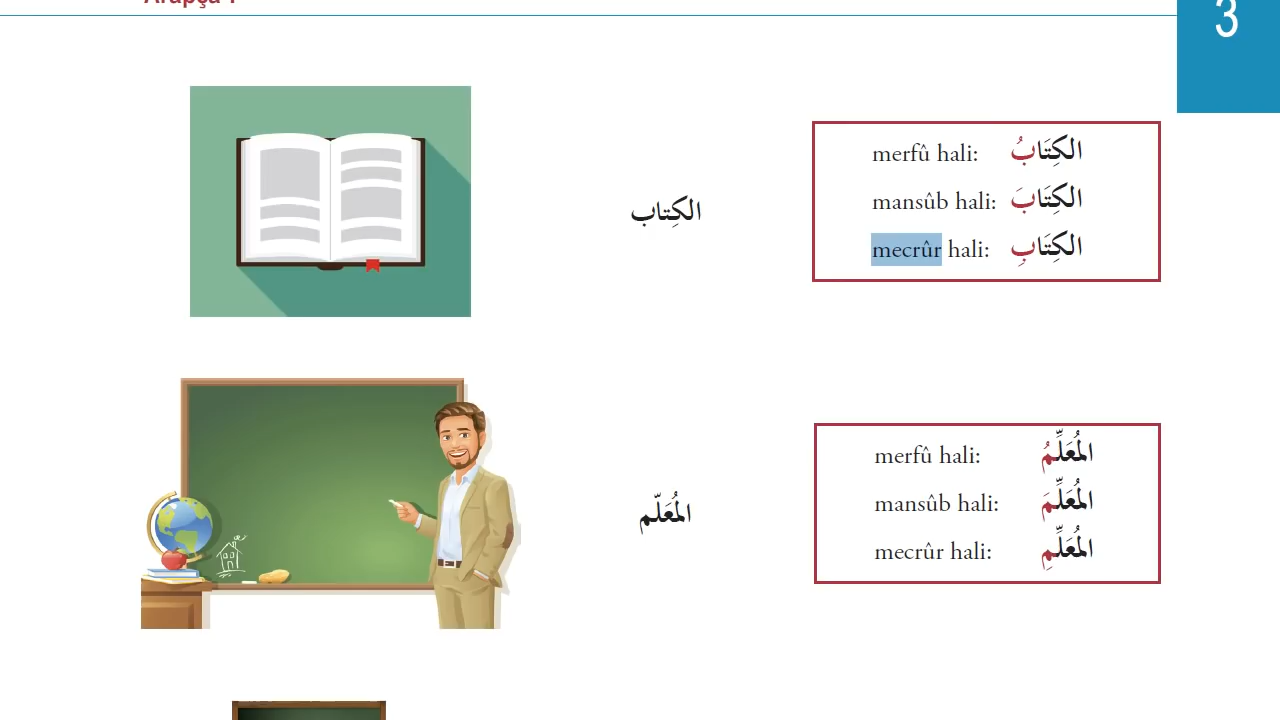 3
الكِتاب
merfû hali: الكِتَابُ
mansûb hali: الكِتَابَ
mecrûr hali: الكِتَابِ
المُعَلّم
merfû hali: المُعَلِّمُ
mansûb hali: المُعَلِّمَ
mecrûr hali: المُعَلِّمِ